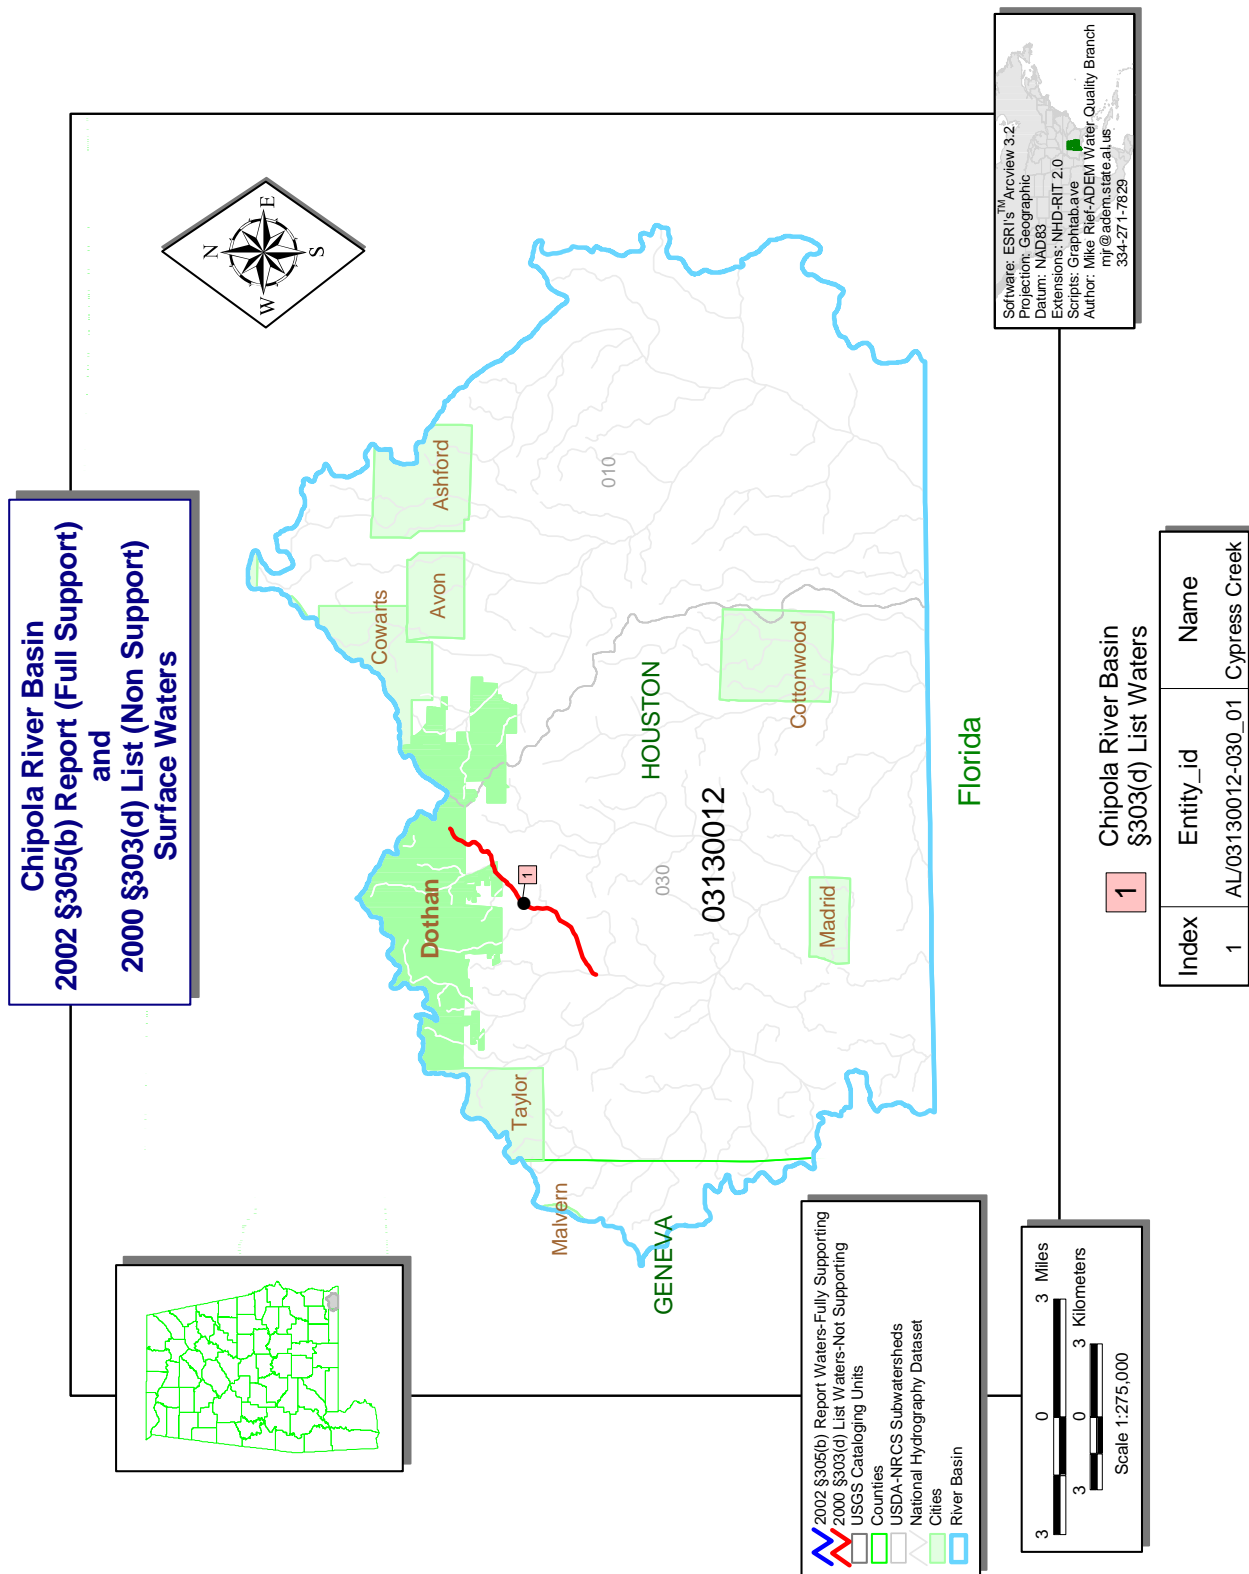 Chipola River Basin
2002 §305(b) Report (Full Support)
and
2000 §303(d) List (Non Support)
Surface Waters
N
W
E
S
Dothan
Taylor
Malvern
Cowarts
Avon
Ashford
Cottonwood
Madrid
GENEVA
HOUSTON
Florida
010
030
03130012
1
2002 §305(b) Report Waters-Fully Supporting
2000 §303(d) List Waters-Not Supporting
USGS Cataloging Units
Counties
USDA-NRCS Subwatersheds
National Hydrography Dataset
Cities
River Basin
3 0 3 Miles
3 0 3 Kilometers
Scale 1:275,000
1
Chipola River Basin
§303(d) List Waters
Index Entity_id Name
1 AL/03130012-030_01 Cypress Creek
Software: ESRI's™ Arcview 3.2
Projection: Geographic
Datum: NAD83
Extensions: NHD-RIT 2.0
Scripts: Graphtab.ave
Author: Mike Rief-ADEM Water Quality Branch
mjr@adem.state.al.us
334-271-7829